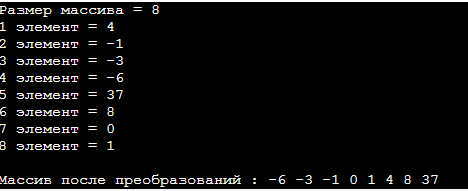 Размер массива = 8
1 элемент = 4
2 элемент = -1
3 элемент = -3
4 элемент = -6
5 элемент = 37
6 элемент = 8
7 элемент = 0
8 элемент = 1
Массив после преобразований : -6 -3 -1 0 1 4 8 37